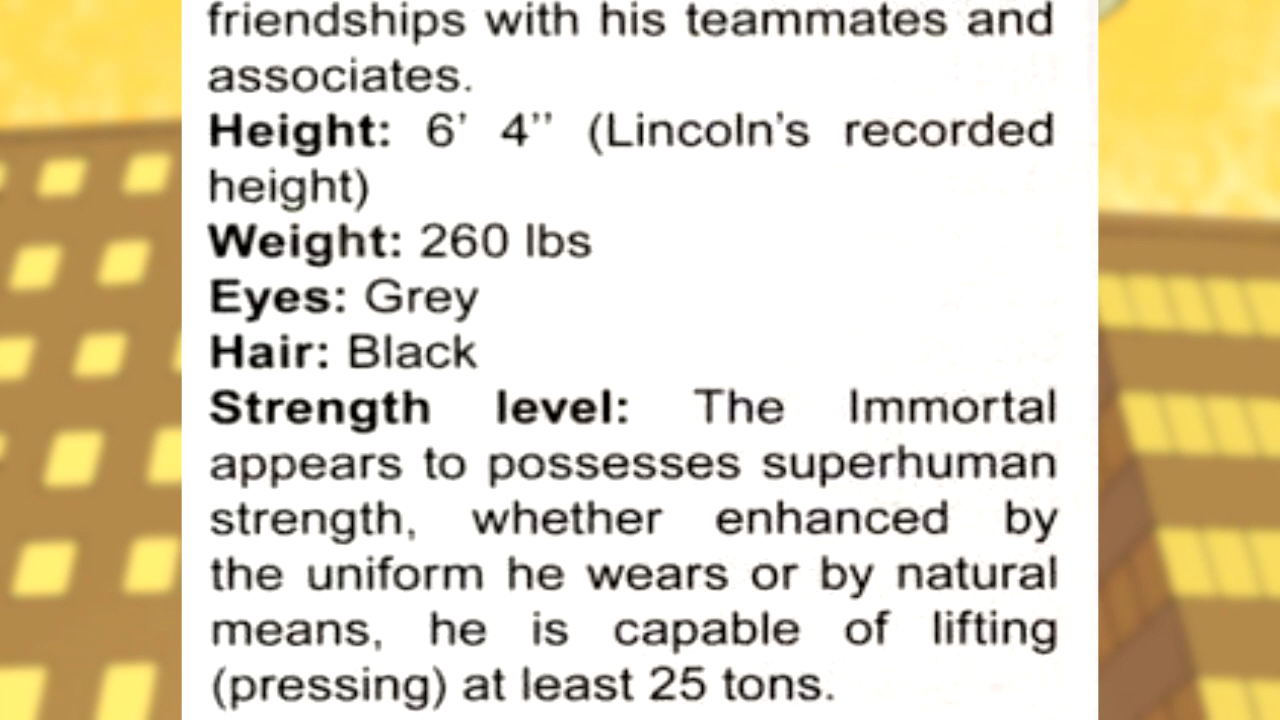 friendships with his teammates and
associates.
Height: 6' 4'' (Lincoln's recorded
height)
Weight: 260 lbs
Eyes: Grey
Hair: Black
Strength level: The Immortal
appears to possesses superhuman
strength, whether enhanced by
the uniform he wears or by natural
means, he is capable of lifting
(pressing) at least 25 tons.